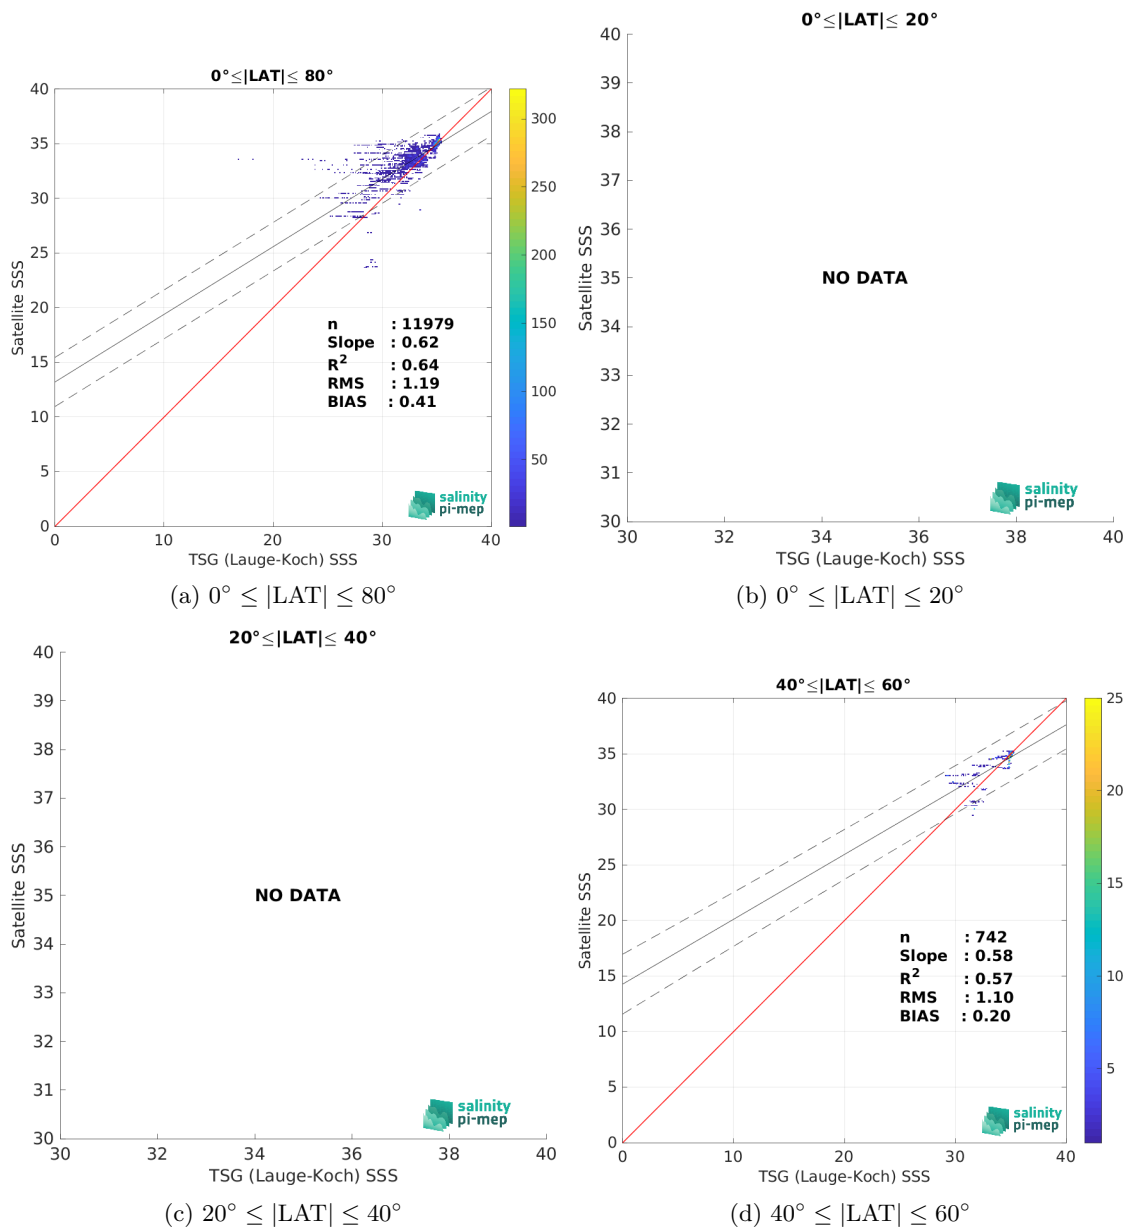 0°≤|LAT|≤ 80°
40
35
30
25
20
15
10
5
0
Satellite SSS
300
250
200
150
100
50
n : 11979
Slope : 0.62
R² : 0.64
RMS : 1.19
BIAS : 0.41
salinity
pi-mep
0 10 20 30 40
TSG (Lauge-Koch) SSS
(a) 0° ≤ |LAT| ≤ 80°
0°≤|LAT|≤ 20°
40
39
38
37
36
35
34
33
32
31
30
Satellite SSS
NO DATA
salinity
pi-mep
30 32 34 36 38 40
TSG (Lauge-Koch) SSS
(b) 0° ≤ |LAT| ≤ 20°
20°≤|LAT|≤ 40°
40
39
38
37
36
35
34
33
32
31
30
Satellite SSS
NO DATA
salinity
pi-mep
30 32 34 36 38 40
TSG (Lauge-Koch) SSS
(c) 20° ≤ |LAT| ≤ 40°
40°≤|LAT|≤ 60°
40
35
30
25
20
15
10
5
0
Satellite SSS
25
20
15
10
5
n : 742
Slope : 0.58
R² : 0.57
RMS : 1.10
BIAS : 0.20
salinity
pi-mep
0 10 20 30 40
TSG (Lauge-Koch) SSS
(d) 40° ≤ |LAT| ≤ 60°